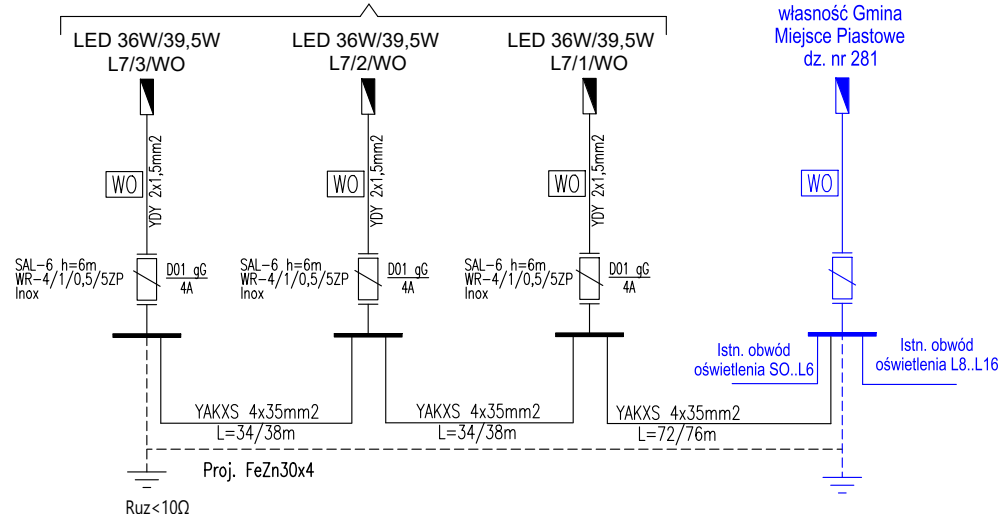 LED 36W/39,5W
L7/3/WO
LED 36W/39,5W
L7/2/WO
LED 36W/39,5W
L7/1/WO
własność Gmina
Miejsce Piastowe
dz. nr 281
WO
YDY 2x1,5mm2
WO
YDY 2x1,5mm2
WO
YDY 2x1,5mm2
WO
SAL-6 h=6m
WR-4/1/0,5/5ZP
Inox
D01 gG
4A
SAL-6 h=6m
WR-4/1/0,5/5ZP
Inox
D01 gG
4A
SAL-6 h=6m
WR-4/1/0,5/5ZP
Inox
D01 gG
4A
Istn. obwód
oświetlenia SO..L6
Istn. obwód
oświetlenia L8..L16
YAKXS 4x35mm2
L=34/38m
YAKXS 4x35mm2
L=34/38m
YAKXS 4x35mm2
L=72/76m
Proj. FeZn30x4
Ruz<10Ω